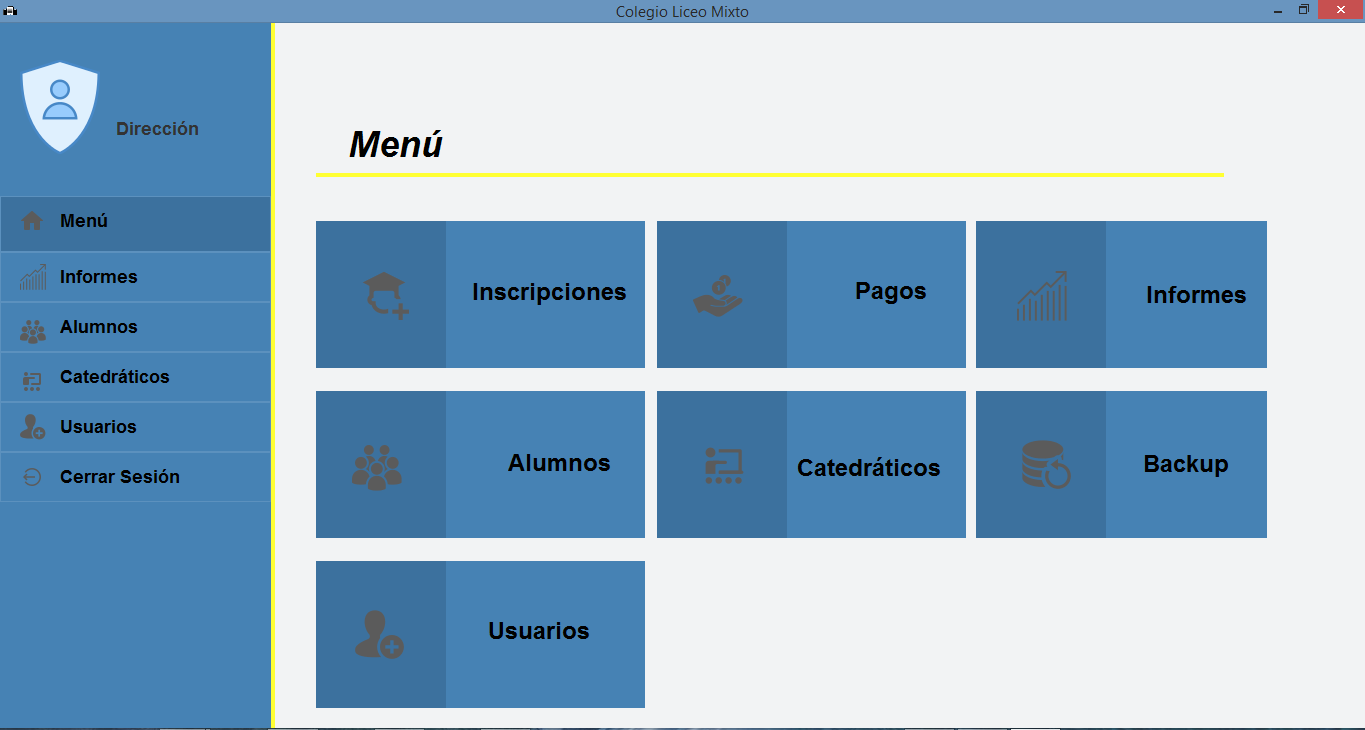 Colegio Liceo Mixto
Dirección
Menú
Informes
Alumnos
Catedráticos
Usuarios
Cerrar Sesión
Menú
Inscripciones
Pagos
Informes
Alumnos
Catedráticos
Backup
Usuarios